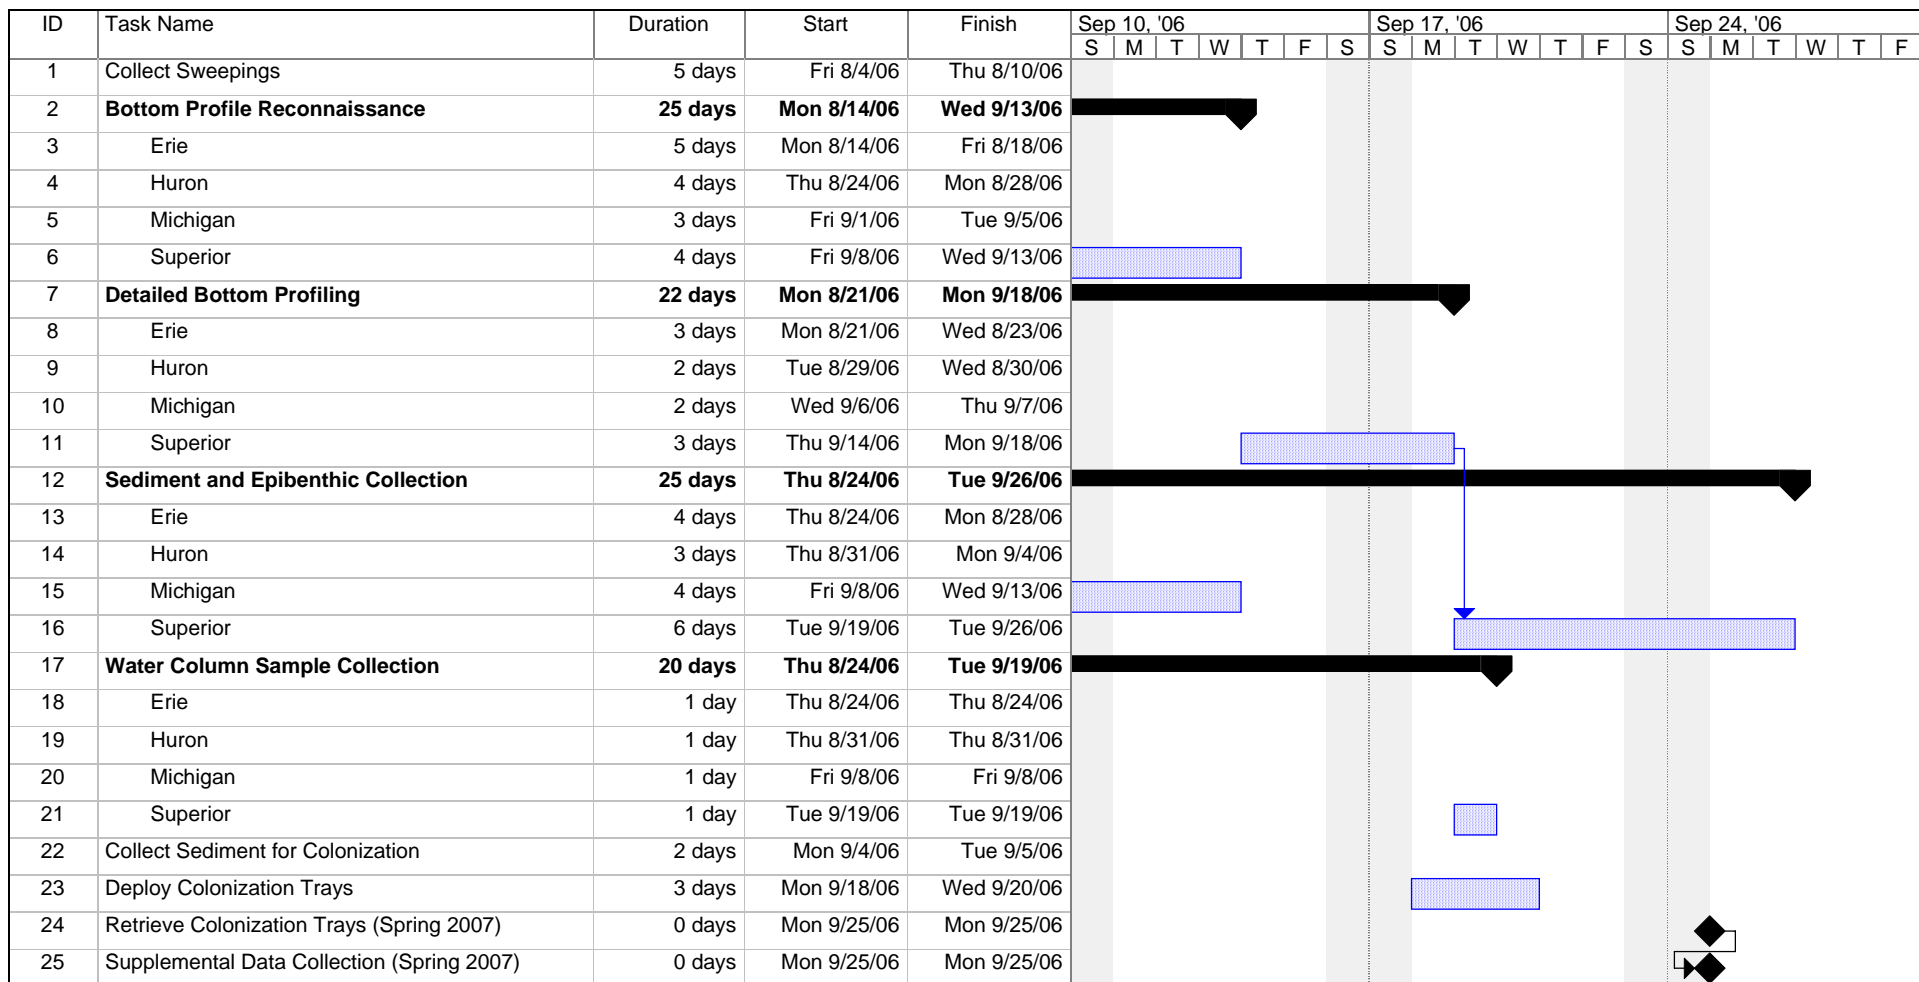 ID Task Name Duration Start Finish Sep 10, '06 Sep 17, '06 Sep 24, '06
S M T W T F S S M T W T F S S M T W T F
1 Collect Sweepings 5 days Fri 8/4/06 Thu 8/10/06
2 Bottom Profile Reconnaissance 25 days Mon 8/14/06 Wed 9/13/06
3 Erie 5 days Mon 8/14/06 Fri 8/18/06
4 Huron 4 days Thu 8/24/06 Mon 8/28/06
5 Michigan 3 days Fri 9/1/06 Tue 9/5/06
6 Superior 4 days Fri 9/8/06 Wed 9/13/06
7 Detailed Bottom Profiling 22 days Mon 8/21/06 Mon 9/18/06
8 Erie 3 days Mon 8/21/06 Wed 8/23/06
9 Huron 2 days Tue 8/29/06 Wed 8/30/06
10 Michigan 2 days Wed 9/6/06 Thu 9/7/06
11 Superior 3 days Thu 9/14/06 Mon 9/18/06
12 Sediment and Epibenthic Collection 25 days Thu 8/24/06 Tue 9/26/06
13 Erie 4 days Thu 8/24/06 Mon 8/28/06
14 Huron 3 days Thu 8/31/06 Mon 9/4/06
15 Michigan 4 days Fri 9/8/06 Wed 9/13/06
16 Superior 6 days Tue 9/19/06 Tue 9/26/06
17 Water Column Sample Collection 20 days Thu 8/24/06 Tue 9/19/06
18 Erie 1 day Thu 8/24/06 Thu 8/24/06
19 Huron 1 day Thu 8/31/06 Thu 8/31/06
20 Michigan 1 day Fri 9/8/06 Fri 9/8/06
21 Superior 1 day Tue 9/19/06 Tue 9/19/06
22 Collect Sediment for Colonization 2 days Mon 9/4/06 Tue 9/5/06
23 Deploy Colonization Trays 3 days Mon 9/18/06 Wed 9/20/06
24 Retrieve Colonization Trays (Spring 2007) 0 days Mon 9/25/06 Mon 9/25/06
25 Supplemental Data Collection (Spring 2007) 0 days Mon 9/25/06 Mon 9/25/06